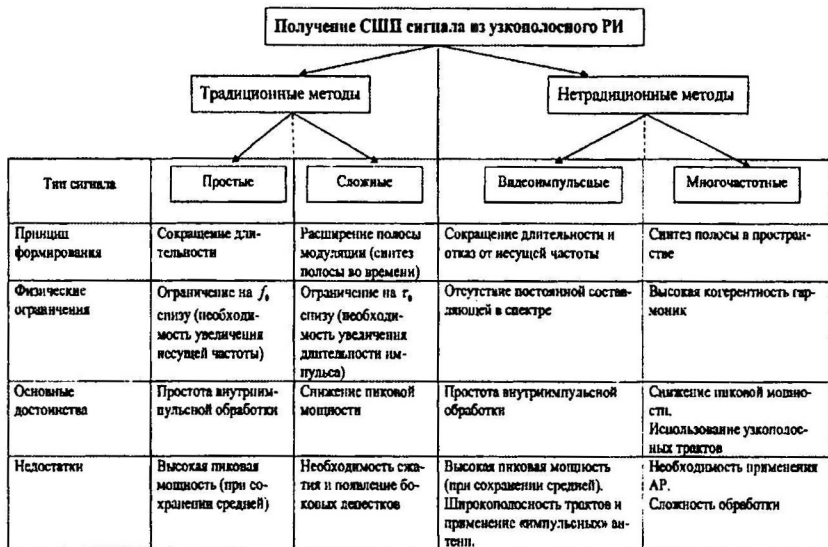 Получение СШП сигнала из узкополосного РИ
Традиционные методы
Нетрадиционные методы
Тип сигнала
Простые
Сложные
Видеоимпульсные
Многочастотные
Принцип
формирования
Сокращение дли-
тельности
Расширение полосы
модуляции (синтез
полосы во времени)
Сокращение длительности и
отказ от несущей частоты
Синтез полосы в простран-
стве
Физические
ограничения
Ограничение на f₀
снизу (необходи-
мость увеличения
несущей частоты)
Ограничение на τ₀
снизу (необходи-
мость увеличения
длительности им-
пульса)
Отсутствие постоянной состав-
ляющей в спектре
Высокая когерентность гар-
моник
Основные
достоинства
Простота внутриим-
пульсной обработки
Снижение пиковой
мощности
Простота внутриимпульсной
обработки
Снижение пиковой мощно-
сти.
Использование узкополос-
ных трактов
Недостатки
Высокая пиковая
мощность (при со-
хранении средней)
Необходимость сжа-
тия и появление бо-
ковых лепестков
Высокая пиковая мощность
(при сохранении средней).
Широкополосность трактов и
применение «импульсных» ан-
тенн.
Необходимость применения
АР.
Сложность обработки